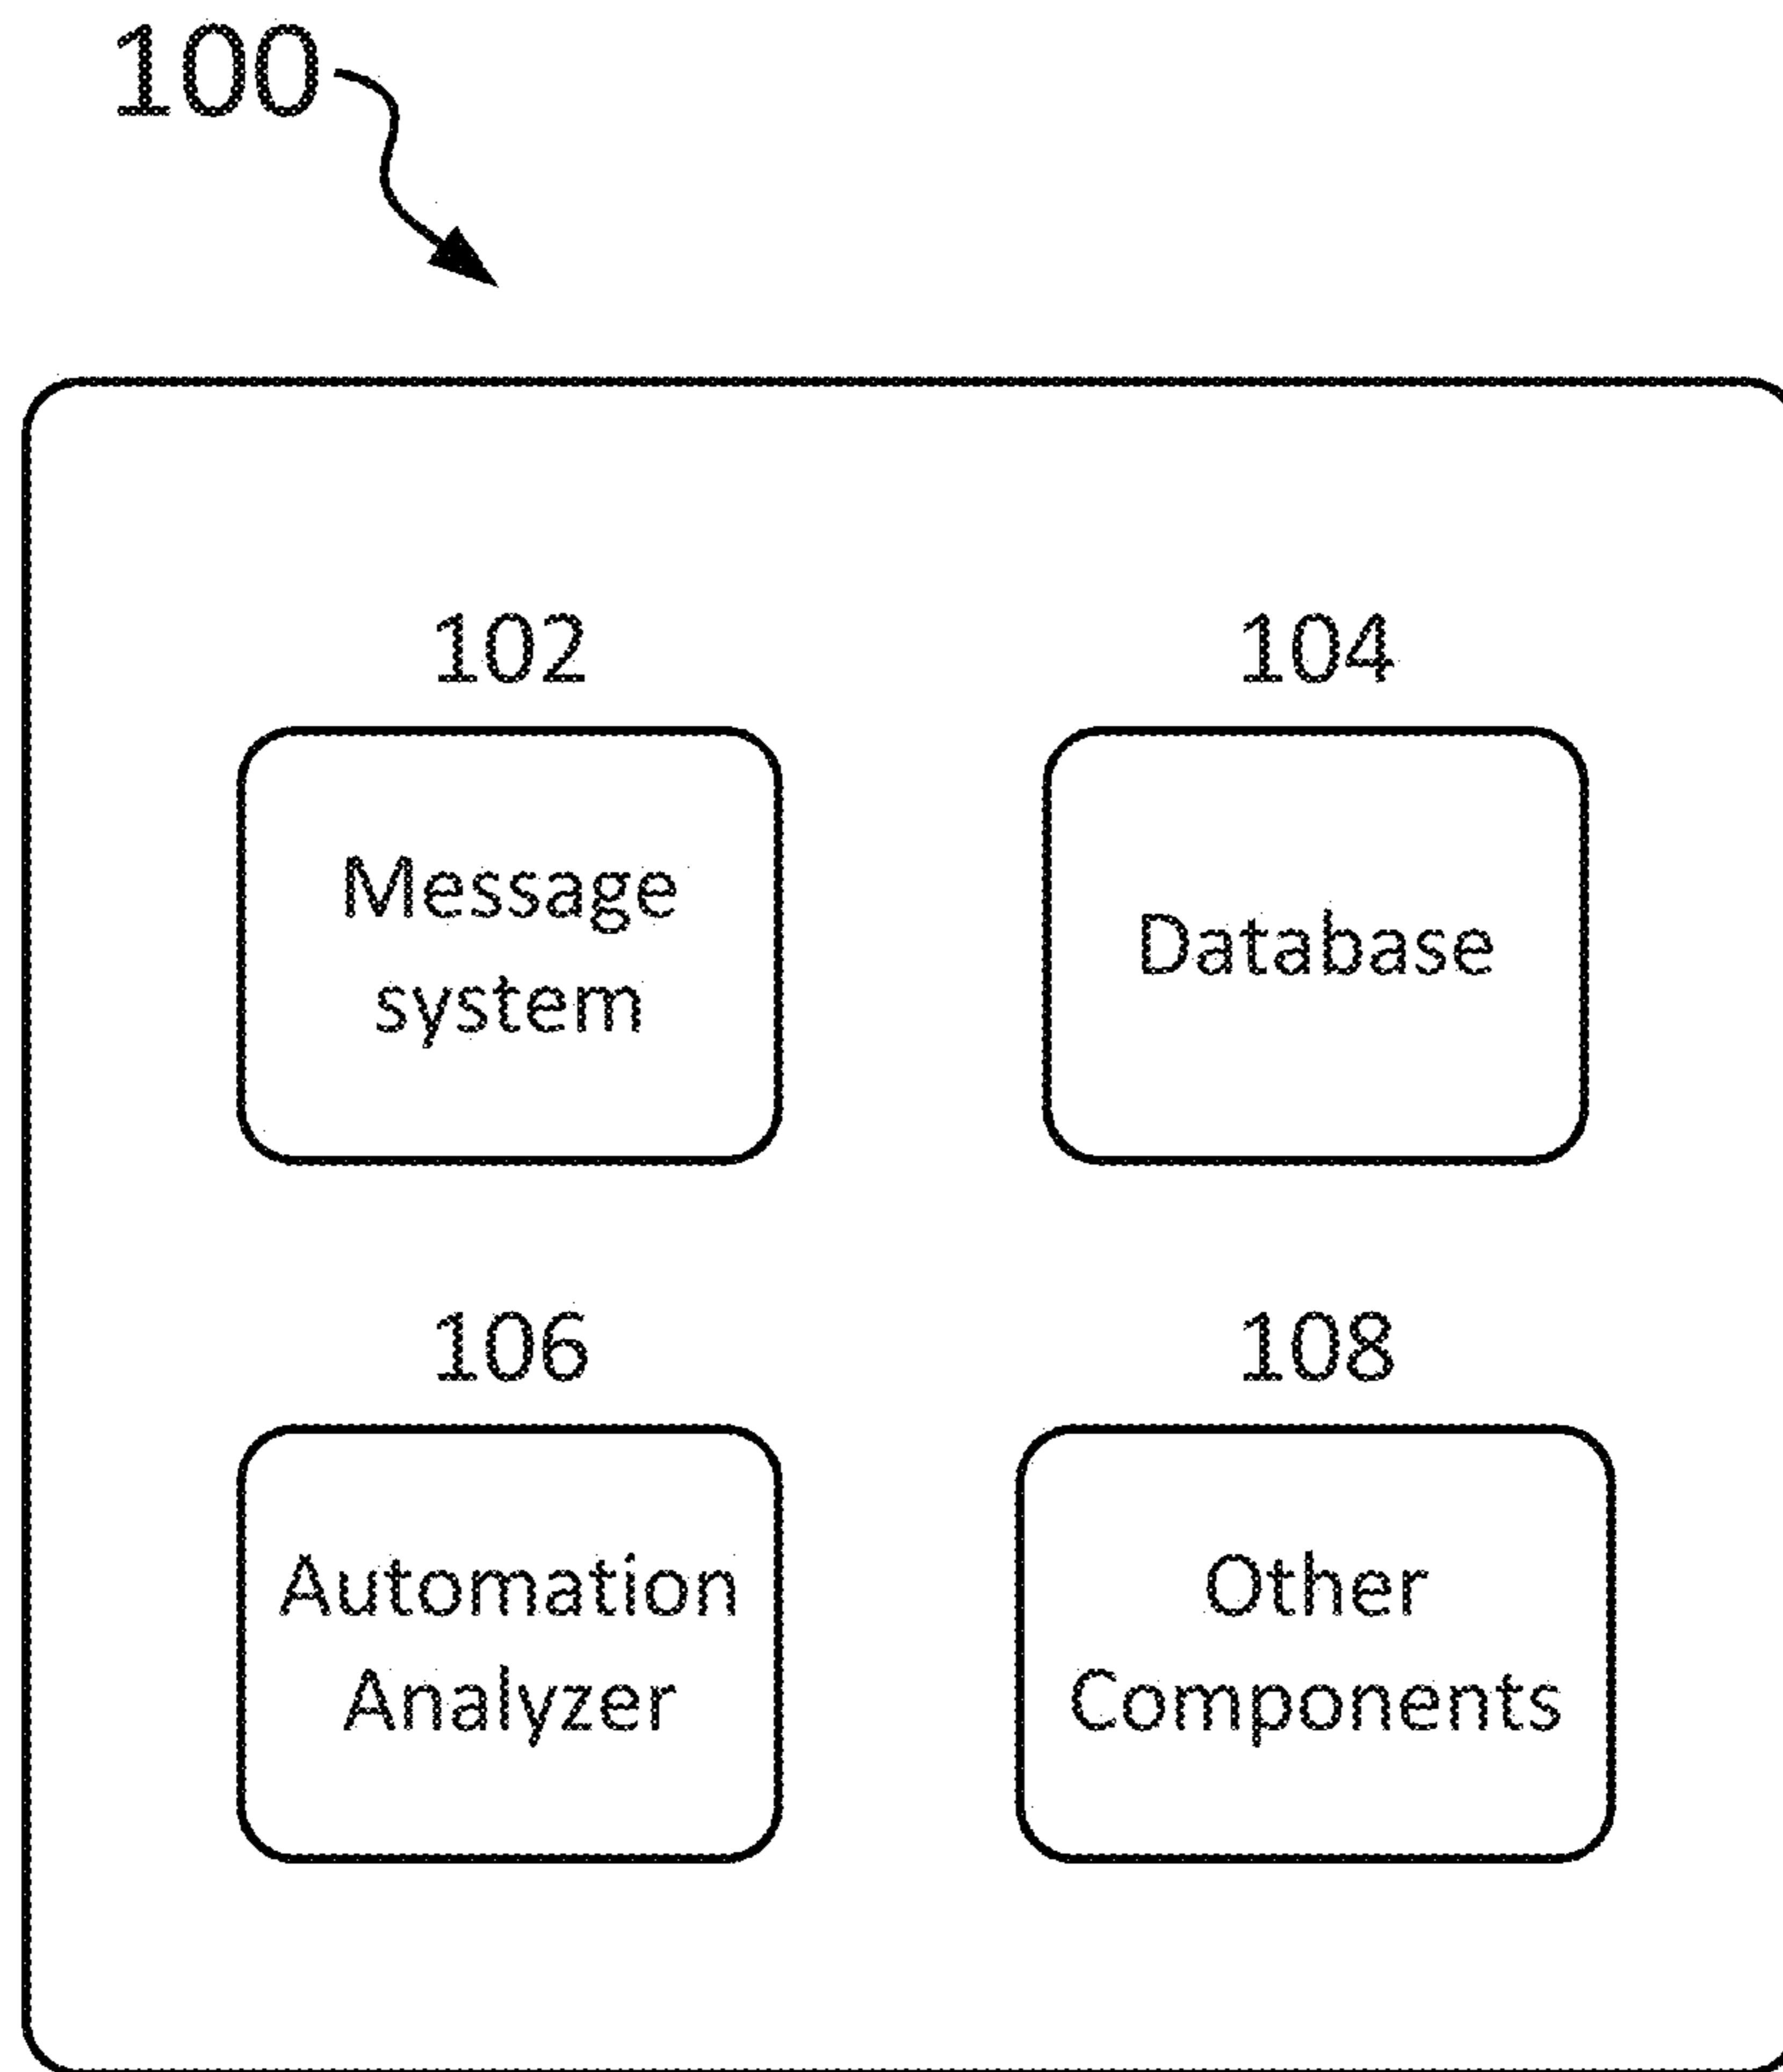 100
102
104
Message
system
Database
106
108
Automation
Analyzer
Other
Components